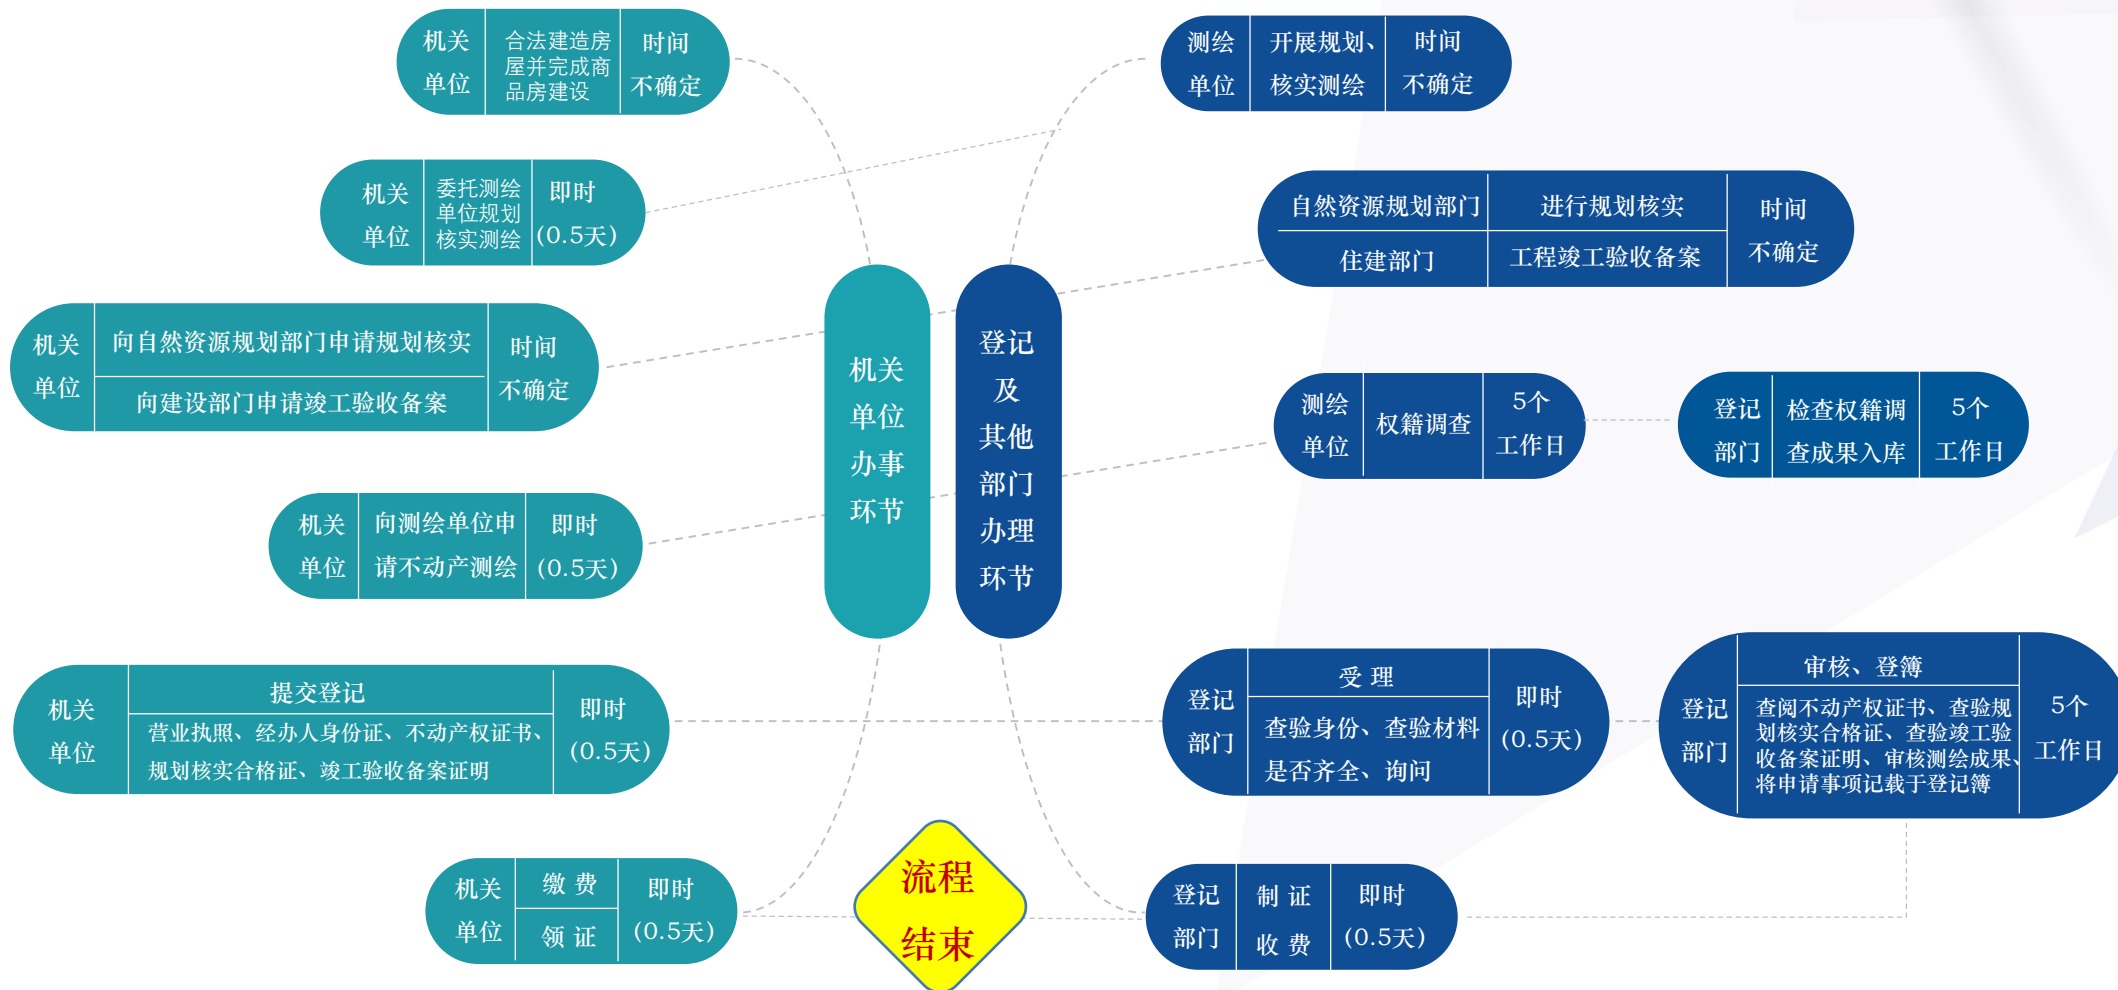 机关
单位
合法建造房
屋并完成商
品房建设
时间
不确定
测绘
单位
开展规划、
核实测绘
时间
不确定
机关
单位
委托测绘
单位规划
核实测绘
即时
(0.5天)
自然资源规划部门
进行规划核实
住建部门
工程竣工验收备案
时间
不确定
机关
单位
向自然资源规划部门申请规划核实
向建设部门申请竣工验收备案
时间
不确定
机关
单位
办事
环节
登记
及
其他
部门
办理
环节
测绘
单位
权籍调查
5个
工作日
登记
部门
检查权籍调
查成果入库
5个
工作日
机关
单位
向测绘单位申
请不动产测绘
即时
(0.5天)
机关
单位
提交登记
营业执照、经办人身份证、不动产权证书、
规划核实合格证、竣工验收备案证明
即时
(0.5天)
登记
部门
受 理
查验身份、查验材料
是否齐全、询问
即时
(0.5天)
登记
部门
审核、登簿
查阅不动产权证书、查验规
划核实合格证、查验竣工验
收备案证明、审核测绘成果、
将申请事项记载于登记簿
5个
工作日
机关
单位
缴 费
领 证
即时
(0.5天)
流程
结束
登记
部门
制 证
收 费
即时
(0.5天)